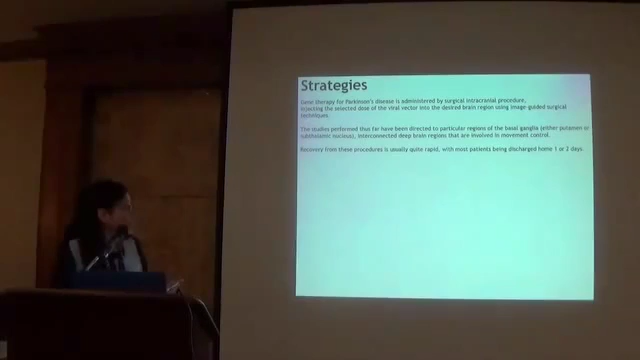 Strategies
Gene therapy for Parkinson's disease is administered by surgical intracranial procedure,
injecting the selected dose of the viral vector into the desired brain region using image-guided surgical
techniques
The studies performed thus far have been directed to particular regions of the basal ganglia (either putamen or
subthalamic nucleus), interconnected deep brain regions that are involved in movement control.
Recovery from these procedures is usually quite rapid, with most patients being discharged home 1 or 2 days.